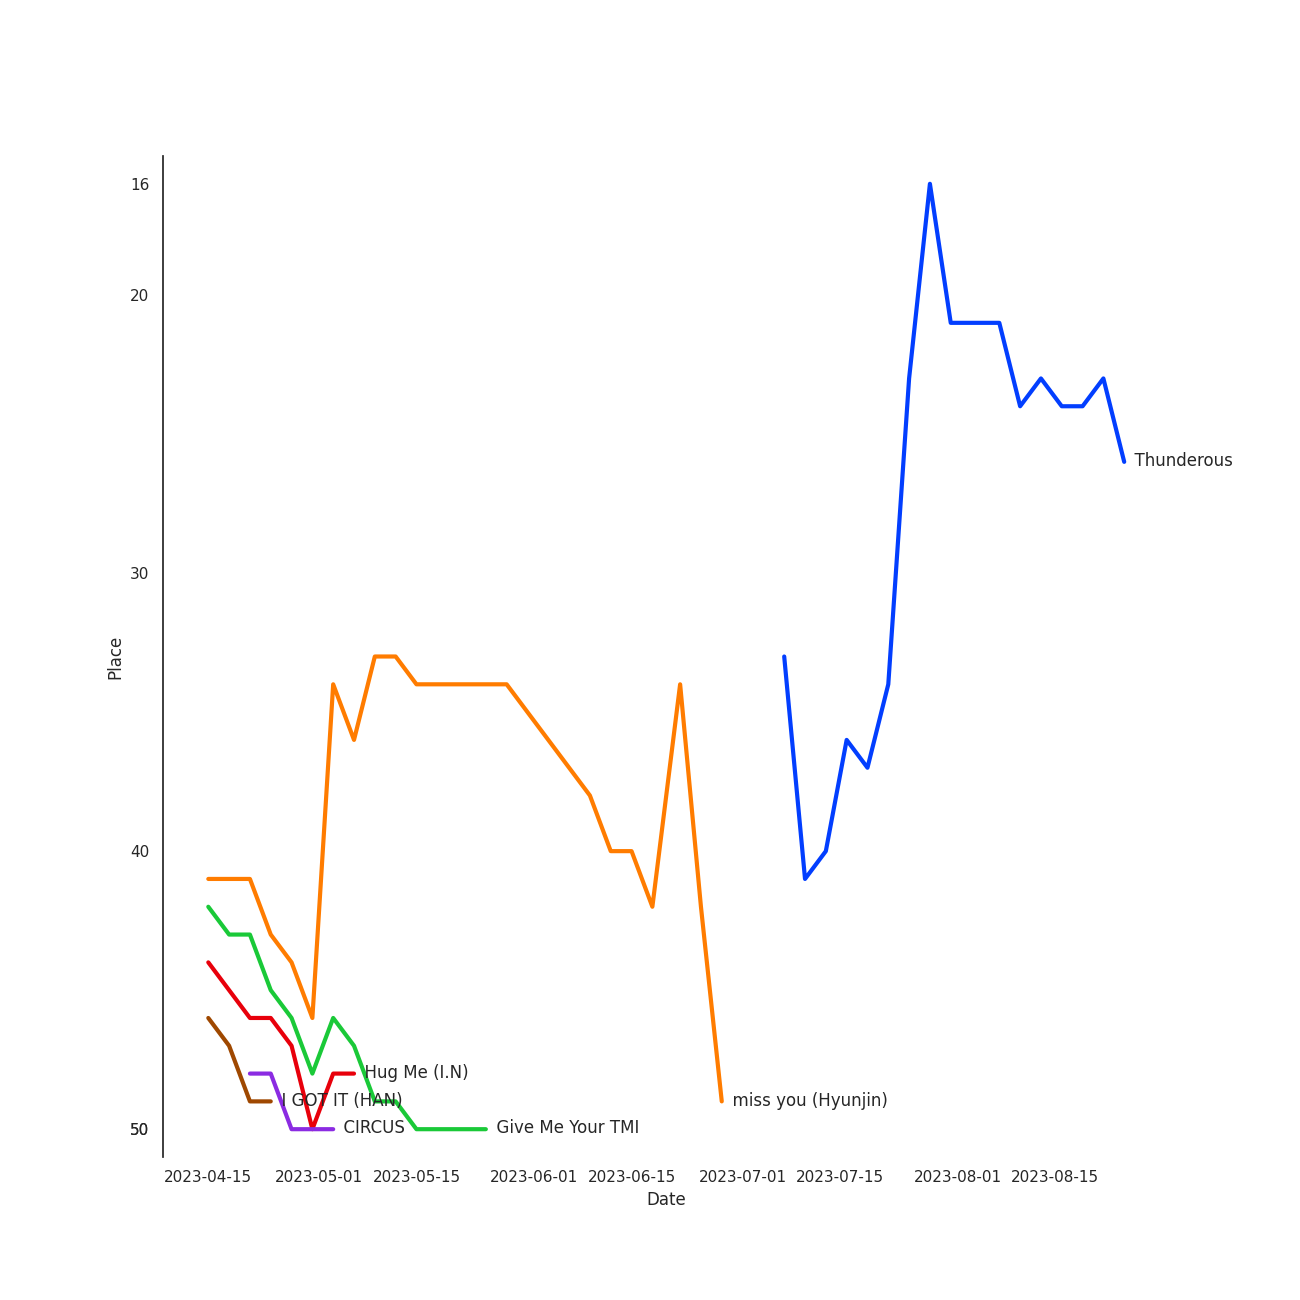 16
20
30
40
50
Place
Thunderous
Hug Me (I.N)
I GOT IT (HAN)
miss you (Hyunjin)
CIRCUS
Give Me Your TMI
2023-04-15 2023-05-01 2023-05-15 2023-06-01 2023-06-15 2023-07-01 2023-07-15 2023-08-01 2023-08-15
Date